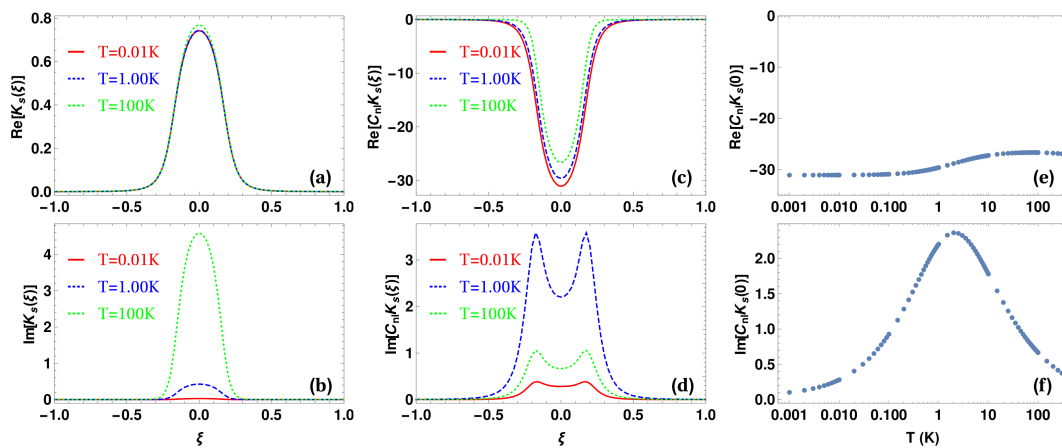 Re[K_s(ξ)]
0.8
0.6
0.4
0.2
0.0
T=0.01K
T=1.00K
T=100K
(a)
−1.0 −0.5 0.0 0.5 1.0
ξ
Re[C_nl K_s(ξ)]
0
−10
−20
−30
T=0.01K
T=1.00K
T=100K
(c)
−1.0 −0.5 0.0 0.5 1.0
ξ
Re[C_nl K_s(0)]
0
−10
−20
−30
(e)
0.001 0.010 0.100 1 10 100
Im[K_s(ξ)]
4
2
0
T=0.01K
T=1.00K
T=100K
(b)
−1.0 −0.5 0.0 0.5 1.0
ξ
Im[C_nl K_s(ξ)]
3
2
1
0
T=0.01K
T=1.00K
T=100K
(d)
−1.0 −0.5 0.0 0.5 1.0
ξ
Im[C_nl K_s(0)]
2.0
1.5
1.0
0.5
0.0
(f)
0.001 0.010 0.100 1 10 100
T (K)